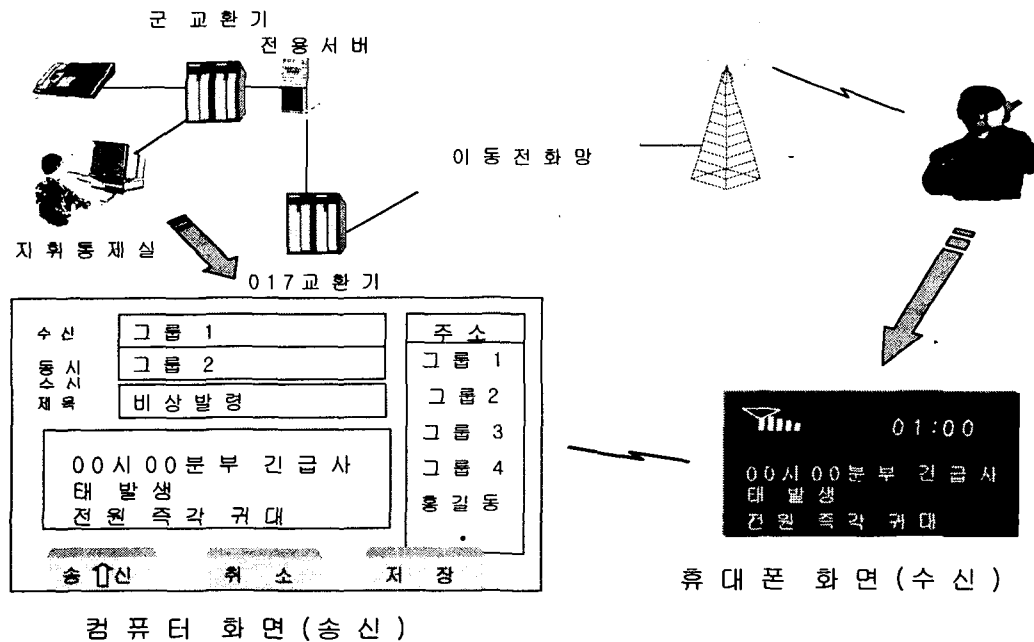 군 교환기
전용서버
이동전화망
지휘통제실
017교환기
수신
그룹 1
동시
수신
그룹 2
제목
비상발령
00시00분부 긴급사
태 발생
전원 즉각 귀대
주소
그룹 1
그룹2
그룹 3
그룹 4
홍길동
송신
취 소
저 장
컴퓨터 화면(송신)
01:00
00시00분부 긴급사
태 발생
전원 즉각 귀대
휴대폰 화면(수신)